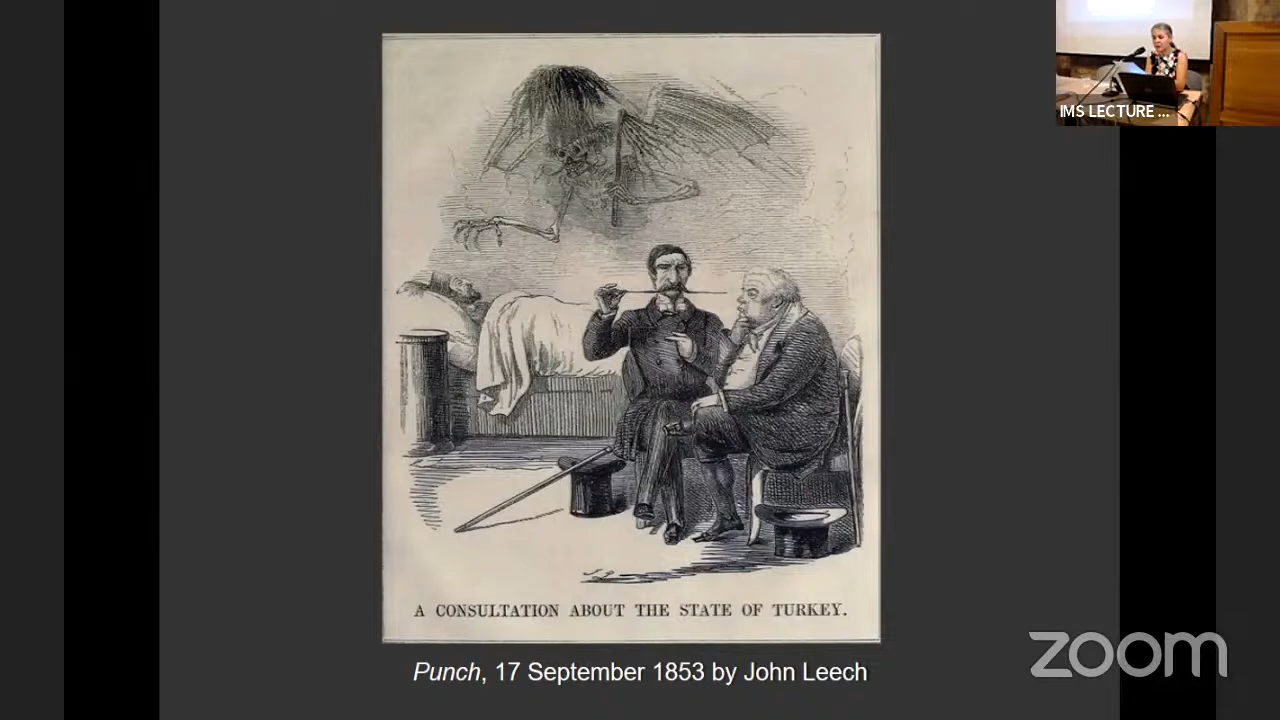 IMS LECTURE ...
A CONSULTATION ABOUT THE STATE OF TURKEY.
Punch, 17 September 1853 by John Leech
zoom